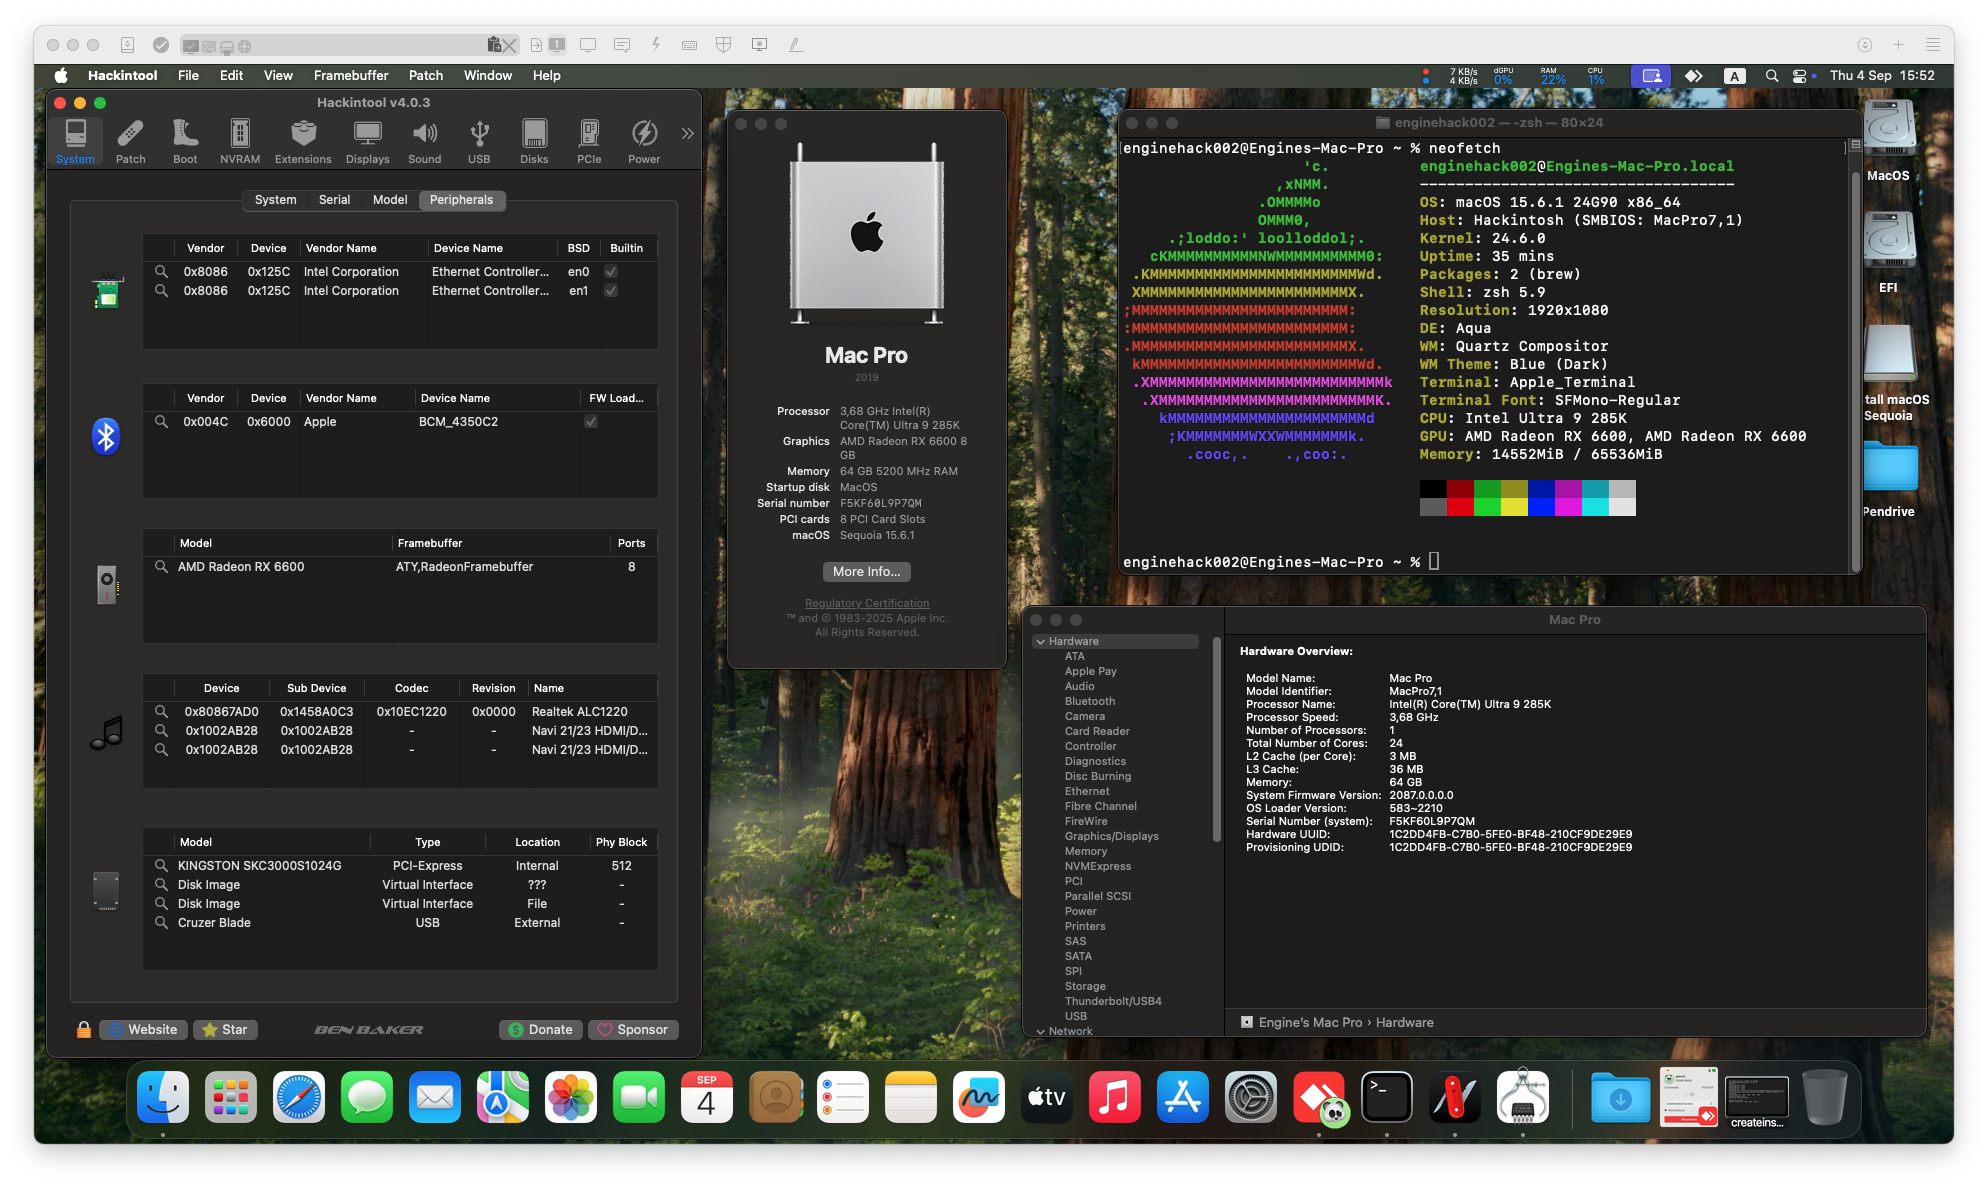 1
Hackintool File Edit View Framebuffer Patch Window Help
7 KB/s
4 KB/s
dGPU
0%
RAM
22%
CPU
1%
A
Thu 4 Sep 15:52
Hackintool v4.0.3
System Patch Boot NVRAM Extensions Displays Sound USB Disks PCIe Power
System Serial Model Peripherals
Vendor Device Vendor Name Device Name BSD Builtin
0x8086 0x125C Intel Corporation Ethernet Controller... en0
0x8086 0x125C Intel Corporation Ethernet Controller... en1
Vendor Device Vendor Name Device Name FW Load...
0x004C 0x6000 Apple BCM_4350C2
Model Framebuffer Ports
AMD Radeon RX 6600 ATY,RadeonFramebuffer 8
Device Sub Device Codec Revision Name
0x80867AD0 0x1458A0C3 0x10EC1220 0x0000 Realtek ALC1220
0x1002AB28 0x1002AB28 - - Navi 21/23 HDMI/D...
0x1002AB28 0x1002AB28 - - Navi 21/23 HDMI/D...
Model Type Location Phy Block
KINGSTON SKC3000S1024G PCI-Express Internal 512
Disk Image Virtual Interface ??? -
Disk Image Virtual Interface File -
Cruzer Blade USB External -
Website Star BEN BAKER Donate Sponsor
Mac Pro
2019
Processor 3,68 GHz Intel(R)
Core(TM) Ultra 9 285K
Graphics AMD Radeon RX 6600 8
GB
Memory 64 GB 5200 MHz RAM
Startup disk MacOS
Serial number F5KF60L9P7QM
PCI cards 8 PCI Card Slots
macOS Sequoia 15.6.1
More Info...
Regulatory Certification
™ and © 1983-2025 Apple Inc.
All Rights Reserved.
enginehack002 — -zsh — 80×24
[enginehack002@Engines-Mac-Pro ~ % neofetch ]
'c. enginehack002@Engines-Mac-Pro.local
,xNMM. -----------------------------------
.OMMMMo OS: macOS 15.6.1 24G90 x86_64
OMMM0, Host: Hackintosh (SMBIOS: MacPro7,1)
.;loddo:' loolloddol;. Kernel: 24.6.0
cKMMMMMMMMMMNWMMMMMMMMMM0: Uptime: 35 mins
.KMMMMMMMMMMMMMMMMMMMMMMMWd. Packages: 2 (brew)
XMMMMMMMMMMMMMMMMMMMMMMMX. Shell: zsh 5.9
;MMMMMMMMMMMMMMMMMMMMMMMM: Resolution: 1920x1080
:MMMMMMMMMMMMMMMMMMMMMMMM: DE: Aqua
.MMMMMMMMMMMMMMMMMMMMMMMMX. WM: Quartz Compositor
kMMMMMMMMMMMMMMMMMMMMMMMMWd. WM Theme: Blue (Dark)
.XMMMMMMMMMMMMMMMMMMMMMMMMMMk Terminal: Apple_Terminal
.XMMMMMMMMMMMMMMMMMMMMMMMMK. Terminal Font: SFMono-Regular
kMMMMMMMMMMMMMMMMMMMMMMd CPU: Intel Ultra 9 285K
;KMMMMMMMWXXWMMMMMMMk. GPU: AMD Radeon RX 6600, AMD Radeon RX 6600
.cooc,. .,coo:. Memory: 14552MiB / 65536MiB
enginehack002@Engines-Mac-Pro ~ %
MacOS
EFI
tall macOS
Sequoia
Pendrive
Mac Pro
Hardware
ATA
Apple Pay
Audio
Bluetooth
Camera
Card Reader
Controller
Diagnostics
Disc Burning
Ethernet
Fibre Channel
FireWire
Graphics/Displays
Memory
NVMExpress
PCI
Parallel SCSI
Power
Printers
SAS
SATA
SPI
Storage
Thunderbolt/USB4
USB
Network
Hardware Overview:
Model Name: Mac Pro
Model Identifier: MacPro7,1
Processor Name: Intel(R) Core(TM) Ultra 9 285K
Processor Speed: 3,68 GHz
Number of Processors: 1
Total Number of Cores: 24
L2 Cache (per Core): 3 MB
L3 Cache: 36 MB
Memory: 64 GB
System Firmware Version: 2087.0.0.0.0
OS Loader Version: 583~2210
Serial Number (system): F5KF60L9P7QM
Hardware UUID: 1C2DD4FB-C7B0-5FE0-BF48-210CF9DE29E9
Provisioning UDID: 1C2DD4FB-C7B0-5FE0-BF48-210CF9DE29E9
Engine's Mac Pro › Hardware
SEP
4
tv
>_
createins...